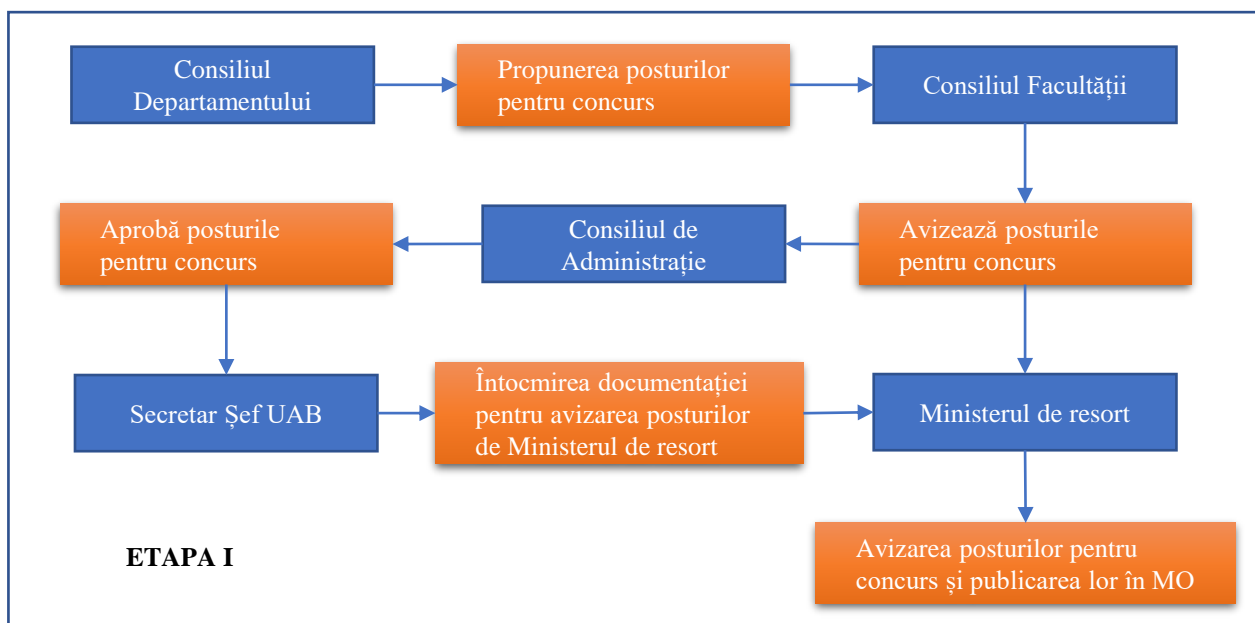 Consiliul
Departamentului
Propunerea posturilor
pentru concurs
Consiliul Facultății
Aprobă posturile
pentru concurs
Consiliul de
Administrație
Avizează posturile
pentru concurs
Secretar Șef UAB
Întocmirea documentației
pentru avizarea posturilor
de Ministerul de resort
Ministerul de resort
ETAPA I
Avizarea posturilor pentru
concurs și publicarea lor în MO